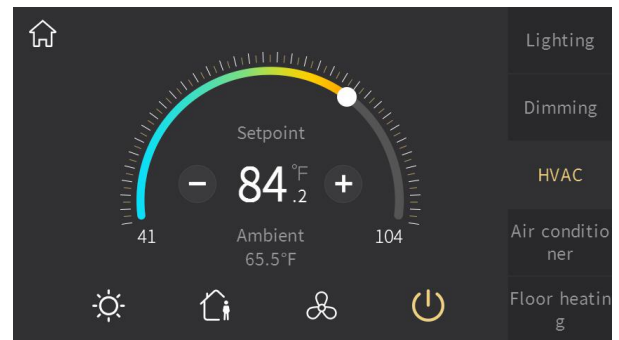 Setpoint
84.2 °F
41
Ambient
104
65.5°F
Lighting
Dimming
HVAC
Air conditio
ner
Floor heatin
g